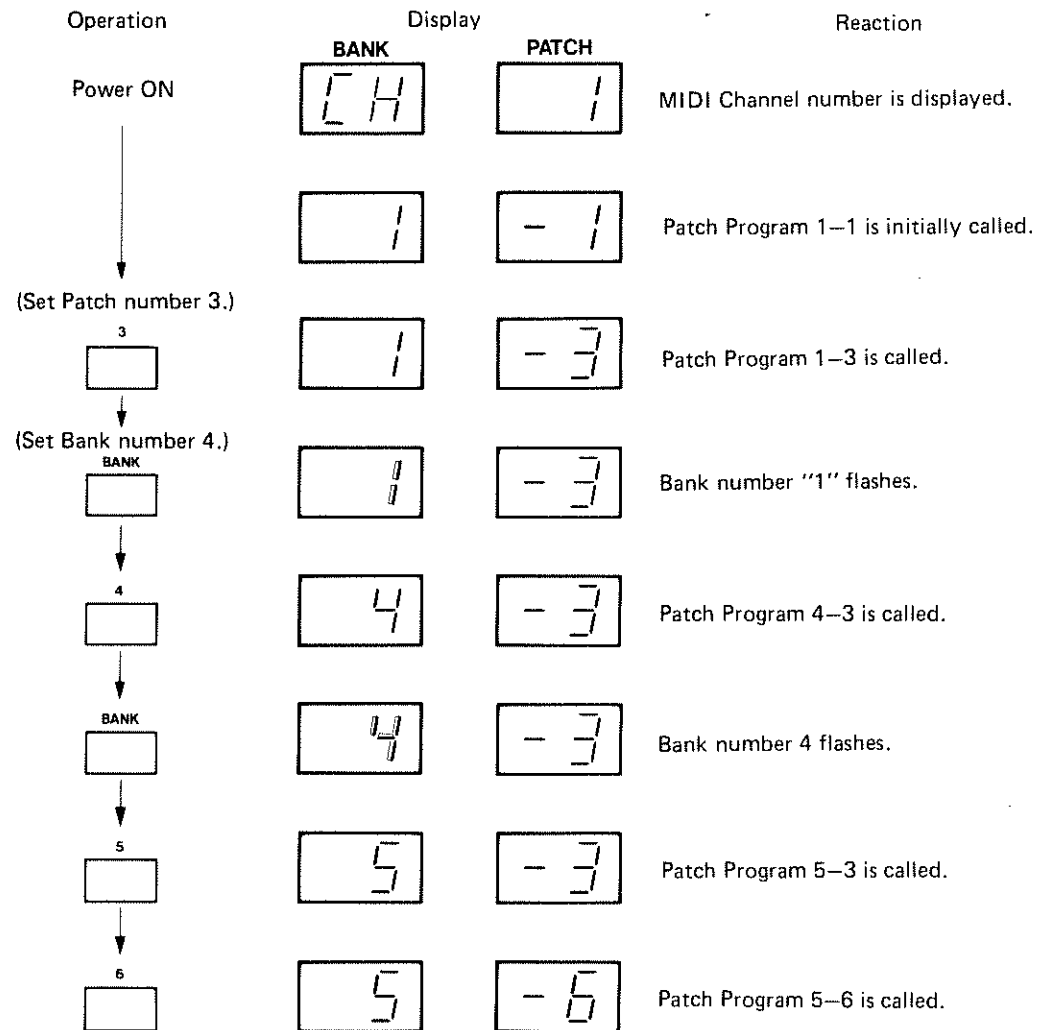 Operation Display Reaction
BANK PATCH
Power ON CH 1 MIDI Channel number is displayed.
1 - 1 Patch Program 1—1 is initially called.
(Set Patch number 3.)
3
1 - 3 Patch Program 1—3 is called.
(Set Bank number 4.)
BANK
1 - 3 Bank number "1" flashes.
4
4 - 3 Patch Program 4—3 is called.
BANK
4 - 3 Bank number 4 flashes.
5
5 - 3 Patch Program 5—3 is called.
6
5 - 6 Patch Program 5—6 is called.